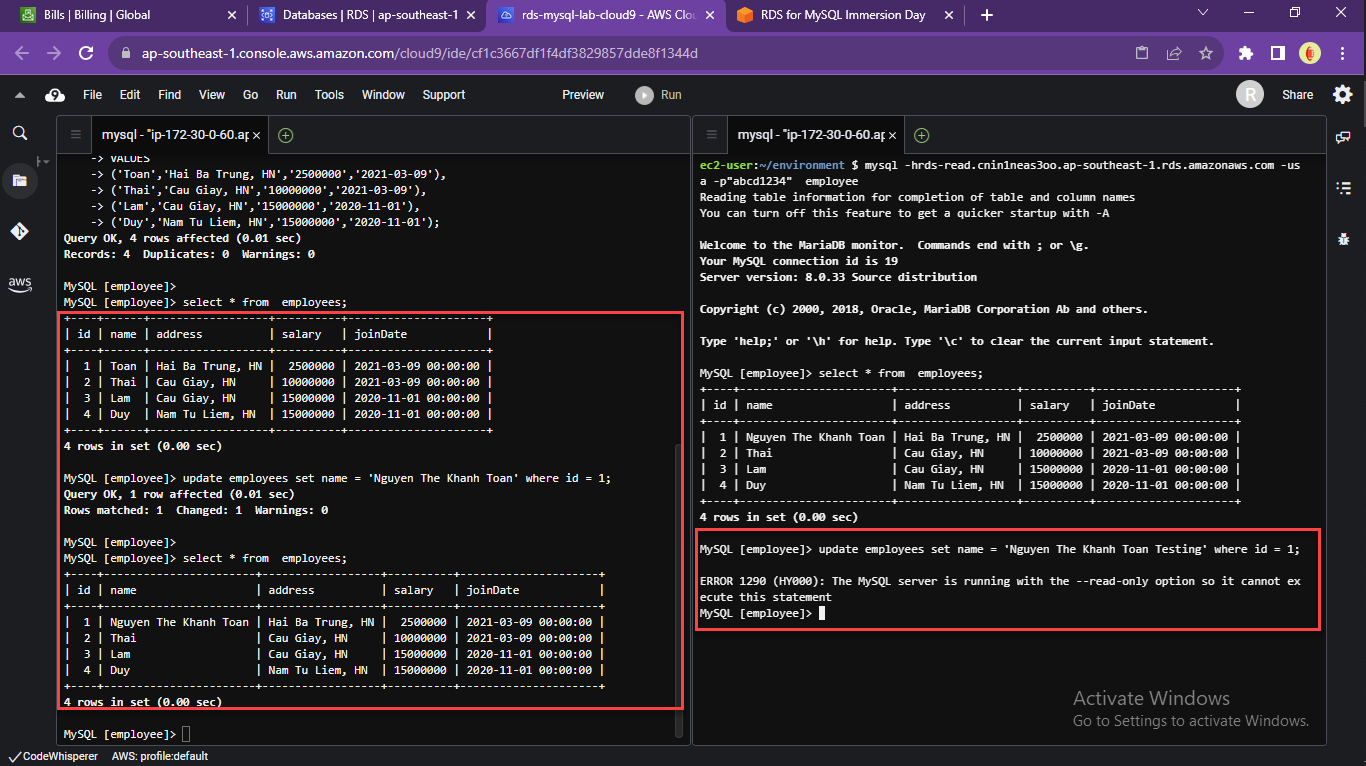 Bills | Billing | Global
Databases | RDS | ap-southeast-1
rds-mysql-lab-cloud9 - AWS Clou
RDS for MySQL Immersion Day
ap-southeast-1.console.aws.amazon.com/cloud9/ide/cf1c3667df1f4df3829857dde8f1344d
9 File Edit Find View Go Run Tools Window Support Preview Run R Share
aws
mysql - "ip-172-30-0-60.ap
-> VALUES
-> ('Toan','Hai Ba Trung, HN','2500000','2021-03-09'),
-> ('Thai','Cau Giay, HN','10000000','2021-03-09'),
-> ('Lam','Cau Giay, HN','15000000','2020-11-01'),
-> ('Duy','Nam Tu Liem, HN','15000000','2020-11-01');
Query OK, 4 rows affected (0.01 sec)
Records: 4  Duplicates: 0  Warnings: 0
MySQL [employee]>
MySQL [employee]> select * from  employees;
+----+------+-----------------+----------+---------------------+
| id | name | address         | salary   | joinDate            |
+----+------+-----------------+----------+---------------------+
|  1 | Toan | Hai Ba Trung, HN |  2500000 | 2021-03-09 00:00:00 |
|  2 | Thai | Cau Giay, HN     | 10000000 | 2021-03-09 00:00:00 |
|  3 | Lam  | Cau Giay, HN     | 15000000 | 2020-11-01 00:00:00 |
|  4 | Duy  | Nam Tu Liem, HN  | 15000000 | 2020-11-01 00:00:00 |
+----+------+-----------------+----------+---------------------+
4 rows in set (0.00 sec)
MySQL [employee]> update employees set name = 'Nguyen The Khanh Toan' where id = 1;
Query OK, 1 row affected (0.01 sec)
Rows matched: 1  Changed: 1  Warnings: 0
MySQL [employee]>
MySQL [employee]> select * from  employees;
+----+-----------------------+------------------+----------+---------------------+
| id | name                  | address          | salary   | joinDate            |
+----+-----------------------+------------------+----------+---------------------+
|  1 | Nguyen The Khanh Toan | Hai Ba Trung, HN |  2500000 | 2021-03-09 00:00:00 |
|  2 | Thai                  | Cau Giay, HN     | 10000000 | 2021-03-09 00:00:00 |
|  3 | Lam                   | Cau Giay, HN     | 15000000 | 2020-11-01 00:00:00 |
|  4 | Duy                   | Nam Tu Liem, HN  | 15000000 | 2020-11-01 00:00:00 |
+----+-----------------------+------------------+----------+---------------------+
4 rows in set (0.00 sec)
MySQL [employee]>
mysql - "ip-172-30-0-60.ap
ec2-user:~/environment $ mysql -hrds-read.cnin1neas3oo.ap-southeast-1.rds.amazonaws.com -us
a -p"abcd1234"  employee
Reading table information for completion of table and column names
You can turn off this feature to get a quicker startup with -A
Welcome to the MariaDB monitor.  Commands end with ; or \g.
Your MySQL connection id is 19
Server version: 8.0.33 Source distribution
Copyright (c) 2000, 2018, Oracle, MariaDB Corporation Ab and others.
Type 'help;' or '\h' for help. Type '\c' to clear the current input statement.
MySQL [employee]> select * from  employees;
+----+-----------------------+------------------+----------+---------------------+
| id | name                  | address          | salary   | joinDate            |
+----+-----------------------+------------------+----------+---------------------+
|  1 | Nguyen The Khanh Toan | Hai Ba Trung, HN |  2500000 | 2021-03-09 00:00:00 |
|  2 | Thai                  | Cau Giay, HN     | 10000000 | 2021-03-09 00:00:00 |
|  3 | Lam                   | Cau Giay, HN     | 15000000 | 2020-11-01 00:00:00 |
|  4 | Duy                   | Nam Tu Liem, HN  | 15000000 | 2020-11-01 00:00:00 |
+----+-----------------------+------------------+----------+---------------------+
4 rows in set (0.00 sec)
MySQL [employee]> update employees set name = 'Nguyen The Khanh Toan Testing' where id = 1;
ERROR 1290 (HY000): The MySQL server is running with the --read-only option so it cannot ex
ecute this statement
MySQL [employee]>
Activate Windows
Go to Settings to activate Windows.
CodeWhisperer AWS: profile:default